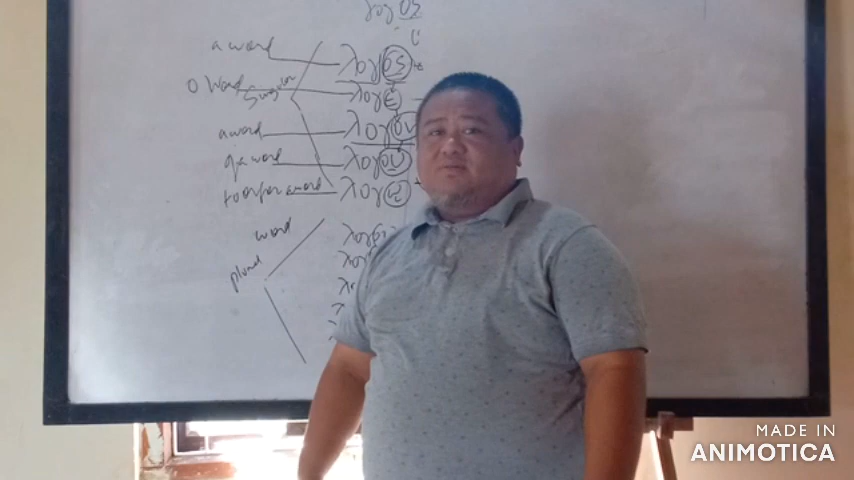 λογος
a word λογος
o word λογε
Singular
a word λογον
of a word λογου
to or for a word λογῳ
word λογοι
plural
MADE IN
ANIMOTICA